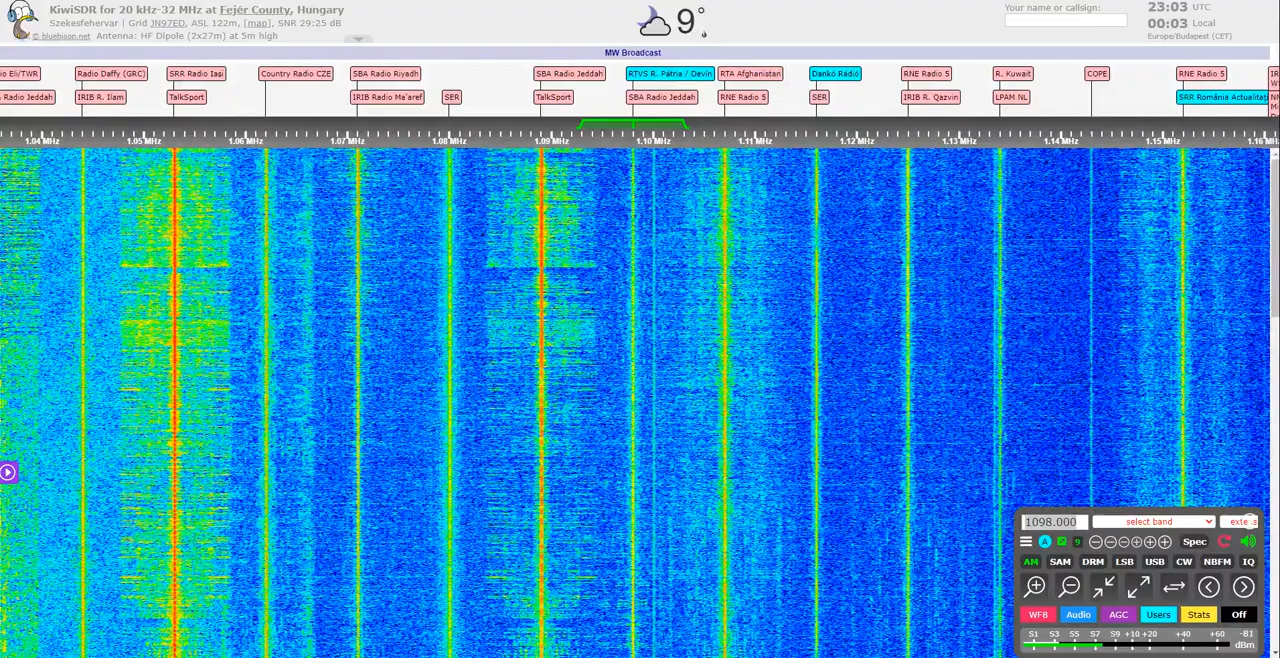 KiwiSDR for 20 kHz-32 MHz at Fejér County, Hungary
Szekesfehervar | Grid JN97ED, ASL 122m, [map], SNR 29:25 dB
© bluebison.net Antenna: HF Dipole (2x27m) at 5m high
9°
Your name or callsign:
23:03 UTC
00:03 Local
Europe/Budapest (CET)
MW Broadcast
io Eli/TWR Radio Daffy (GRC) SRR Radio Iași Country Radio CZE SBA Radio Riyadh SBA Radio Jeddah RTVS R. Pátria / Devín RTA Afghanistan Dankó Rádió RNE Radio 5 R. Kuwait COPE RNE Radio 5
Radio Jeddah IRIB R. Ilam TalkSport IRIB Radio Ma'aref SER TalkSport SBA Radio Jeddah RNE Radio 5 SER IRIB R. Qazvin LPAM NL SRR România Actualitaț
1.04 MHz 1.05 MHz 1.06 MHz 1.07 MHz 1.08 MHz 1.09 MHz 1.10 MHz 1.11 MHz 1.12 MHz 1.13 MHz 1.14 MHz 1.15 MHz 1.16 MHz
1098.000 select band exte s
A 9 Spec
AM SAM DRM LSB USB CW NBFM IQ
WF8 Audio AGC Users Stats Off
S1 S3 S5 S7 S9 +10 +20 +40 +60 -81
dBm